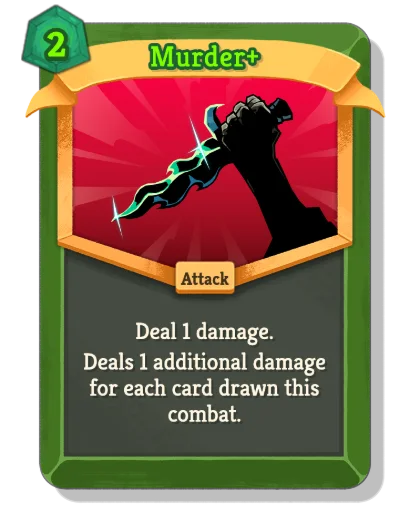 2
Murder+
Attack
Deal 1 damage.
Deals 1 additional damage
for each card drawn this
combat.